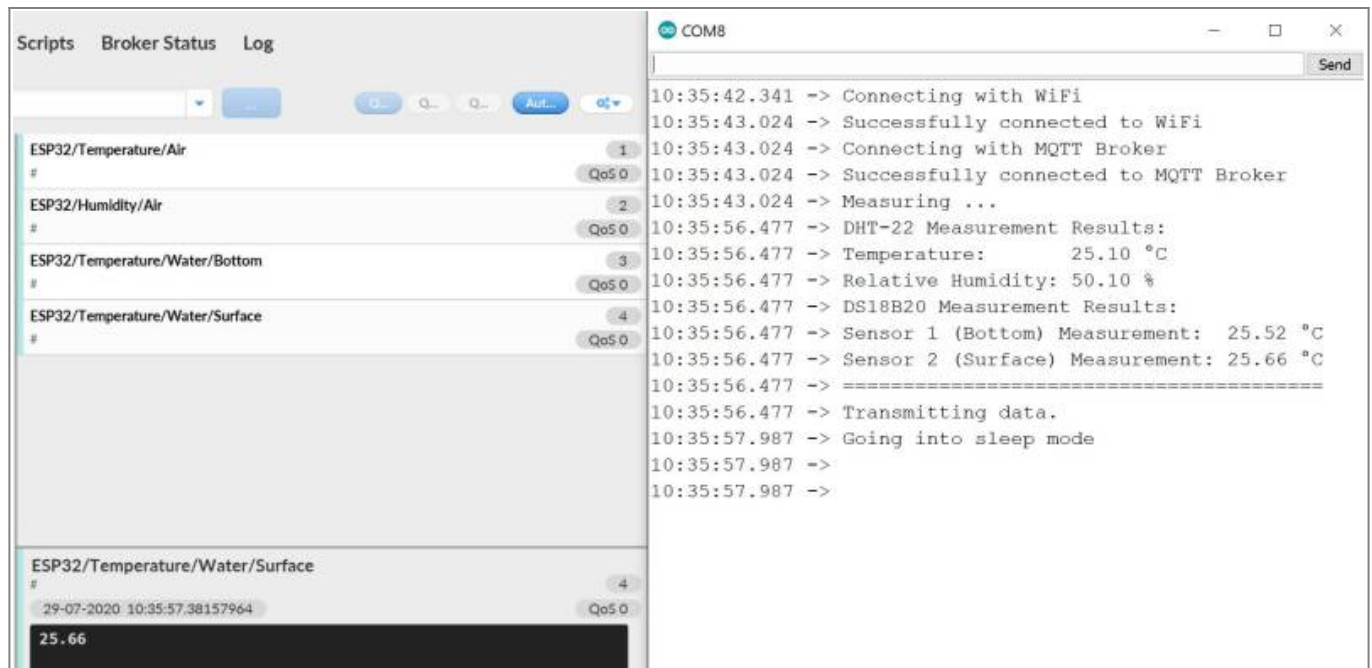 Scripts Broker Status Log
... Q... Q... Q... Aut...
ESP32/Temperature/Air 1
# QoS 0
ESP32/Humidity/Air 2
# QoS 0
ESP32/Temperature/Water/Bottom 3
# QoS 0
ESP32/Temperature/Water/Surface 4
# QoS 0
ESP32/Temperature/Water/Surface
# 4
29-07-2020 10:35:57.38157964 QoS 0
25.66
COM8
Send
10:35:42.341 -> Connecting with WiFi
10:35:43.024 -> Successfully connected to WiFi
10:35:43.024 -> Connecting with MQTT Broker
10:35:43.024 -> Successfully connected to MQTT Broker
10:35:43.024 -> Measuring ...
10:35:56.477 -> DHT-22 Measurement Results:
10:35:56.477 -> Temperature: 25.10 °C
10:35:56.477 -> Relative Humidity: 50.10 %
10:35:56.477 -> DS18B20 Measurement Results:
10:35:56.477 -> Sensor 1 (Bottom) Measurement: 25.52 °C
10:35:56.477 -> Sensor 2 (Surface) Measurement: 25.66 °C
10:35:56.477 -> ========================================
10:35:56.477 -> Transmitting data.
10:35:57.987 -> Going into sleep mode
10:35:57.987 ->
10:35:57.987 ->